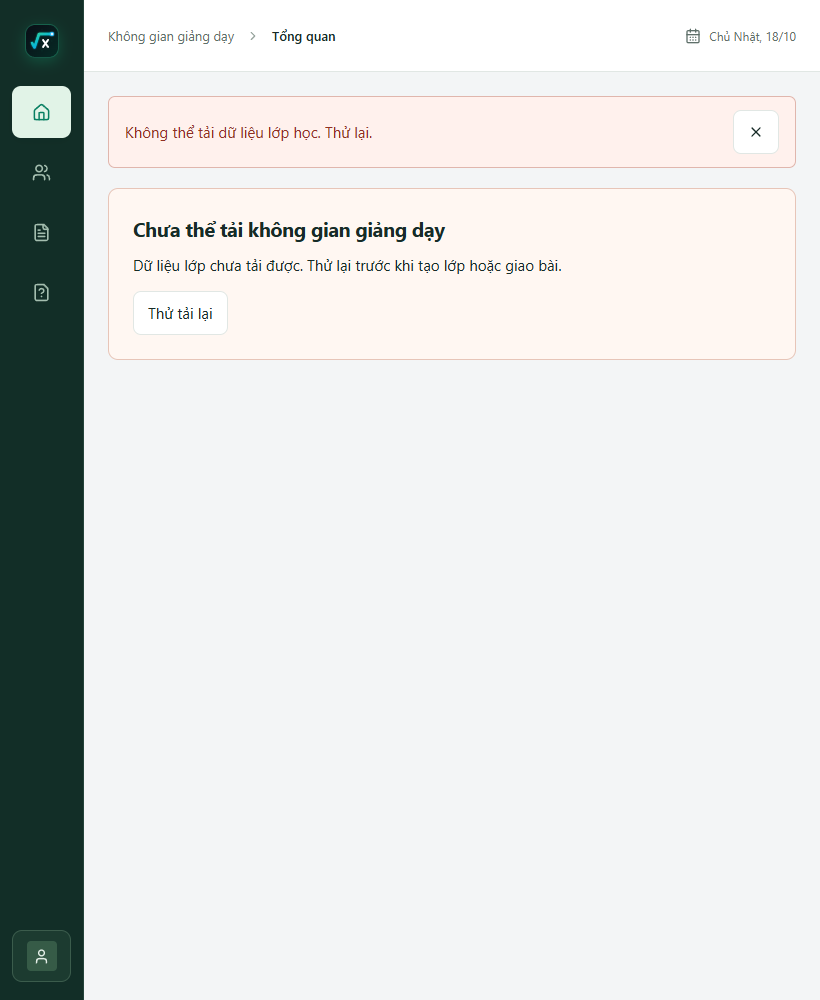 √x
Không gian giảng dạy > Tổng quan
Chủ Nhật, 18/10
Không thể tải dữ liệu lớp học. Thử lại.
Chưa thể tải không gian giảng dạy
Dữ liệu lớp chưa tải được. Thử lại trước khi tạo lớp hoặc giao bài.
Thử tải lại